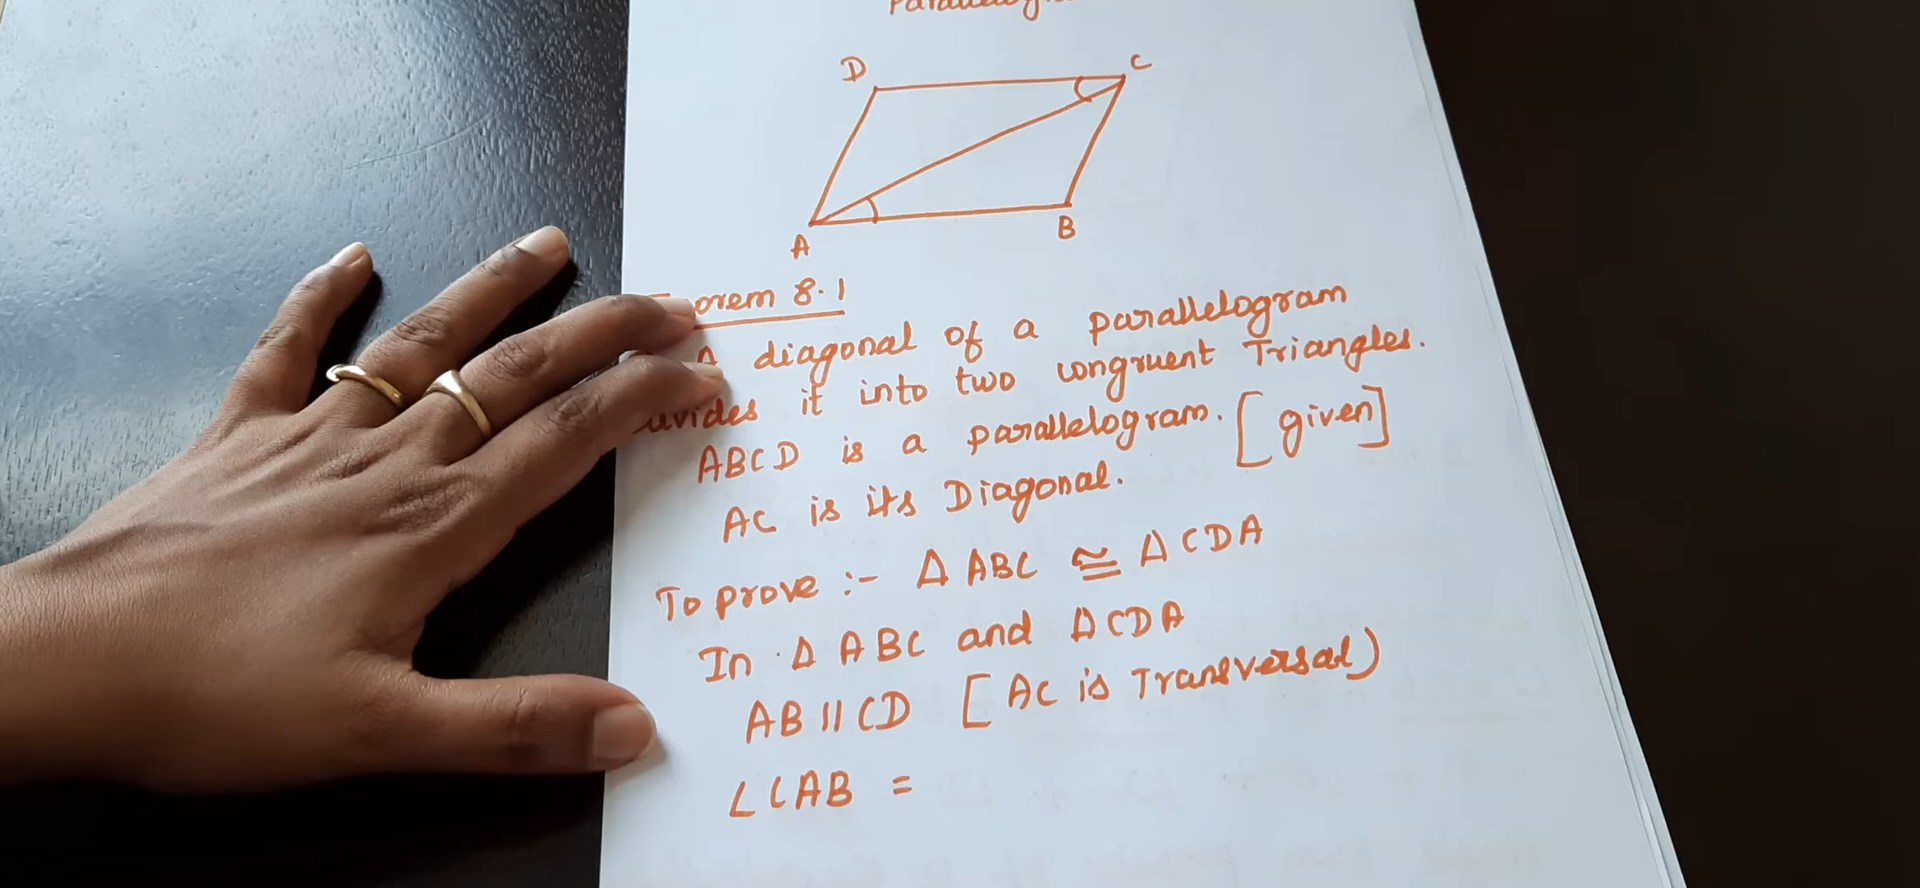 D
C
A
B
orem 8.1
A diagonal of a parallelogram
vides it into two congruent Triangles.
ABCD is a parallelogram. [given]
AC is its Diagonal.
To prove :- Δ ABC ≅ Δ CDA
In Δ ABC and Δ CDA
AB || CD [AC is Transversal)
∠CAB =